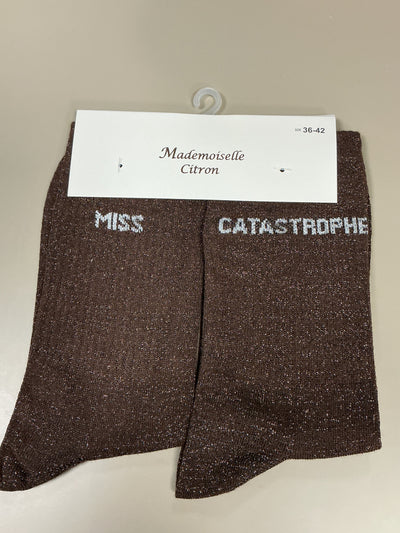 36-42
Mademoiselle
Citron
MISS
CATASTROPHE